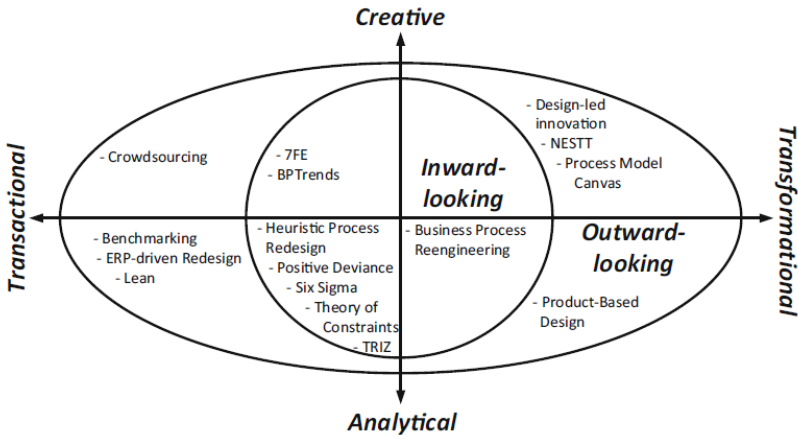 Creative
- Design-led
innovation
- NESTT
- Process Model
Canvas
- Crowdsourcing
- 7FE
- BPTrends
Inward-
looking
Transactional
Transformational
- Benchmarking
- ERP-driven Redesign
- Lean
- Heuristic Process
Redesign
- Positive Deviance
- Six Sigma
- Theory of
Constraints
- TRIZ
- Business Process
Reengineering
Outward-
looking
- Product-Based
Design
Analytical